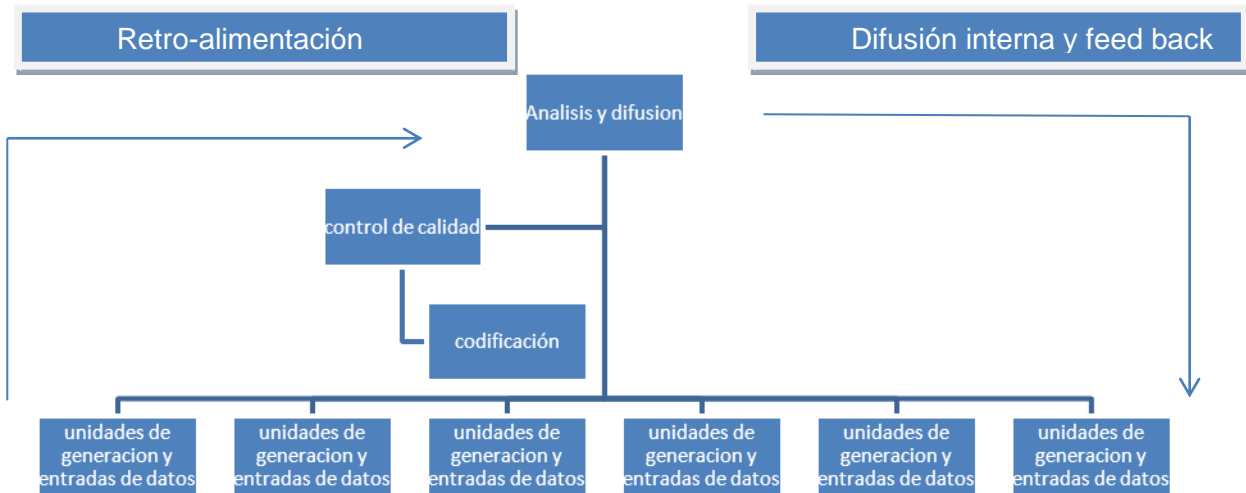 Retro-alimentación
Difusión interna y feed back
Analisis y difusion
control de calidad
codificación
unidades de
generacion y
entradas de datos
unidades de
generacion y
entradas de datos
unidades de
generacion y
entradas de datos
unidades de
generacion y
entradas de datos
unidades de
generacion y
entradas de datos
unidades de
generacion y
entradas de datos